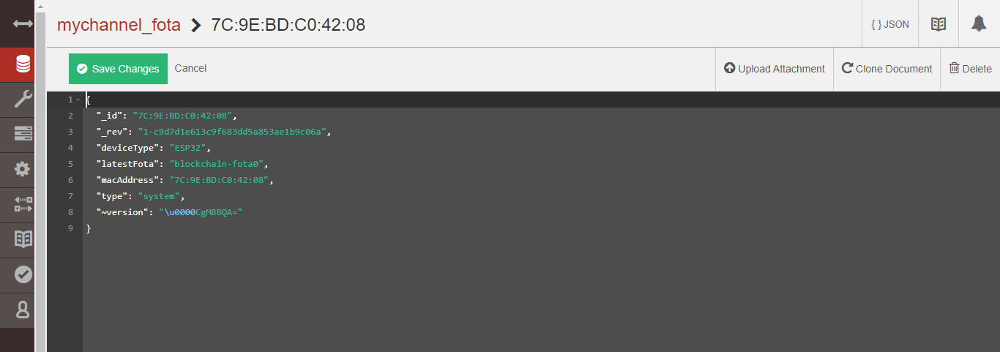 mychannel_fota > 7C:9E:BD:C0:42:08
{ } JSON
Save Changes Cancel
Upload Attachment
Clone Document
Delete
1 {
2 "_id": "7C:9E:BD:C0:42:08",
3 "_rev": "1-c9d7d1e613c9f683dd5a853ae1b9c06a",
4 "deviceType": "ESP32",
5 "latestFota": "blockchain-fota0",
6 "macAddress": "7C:9E:BD:C0:42:08",
7 "type": "system",
8 "~version": "\u0000CgMBBQA="
9 }